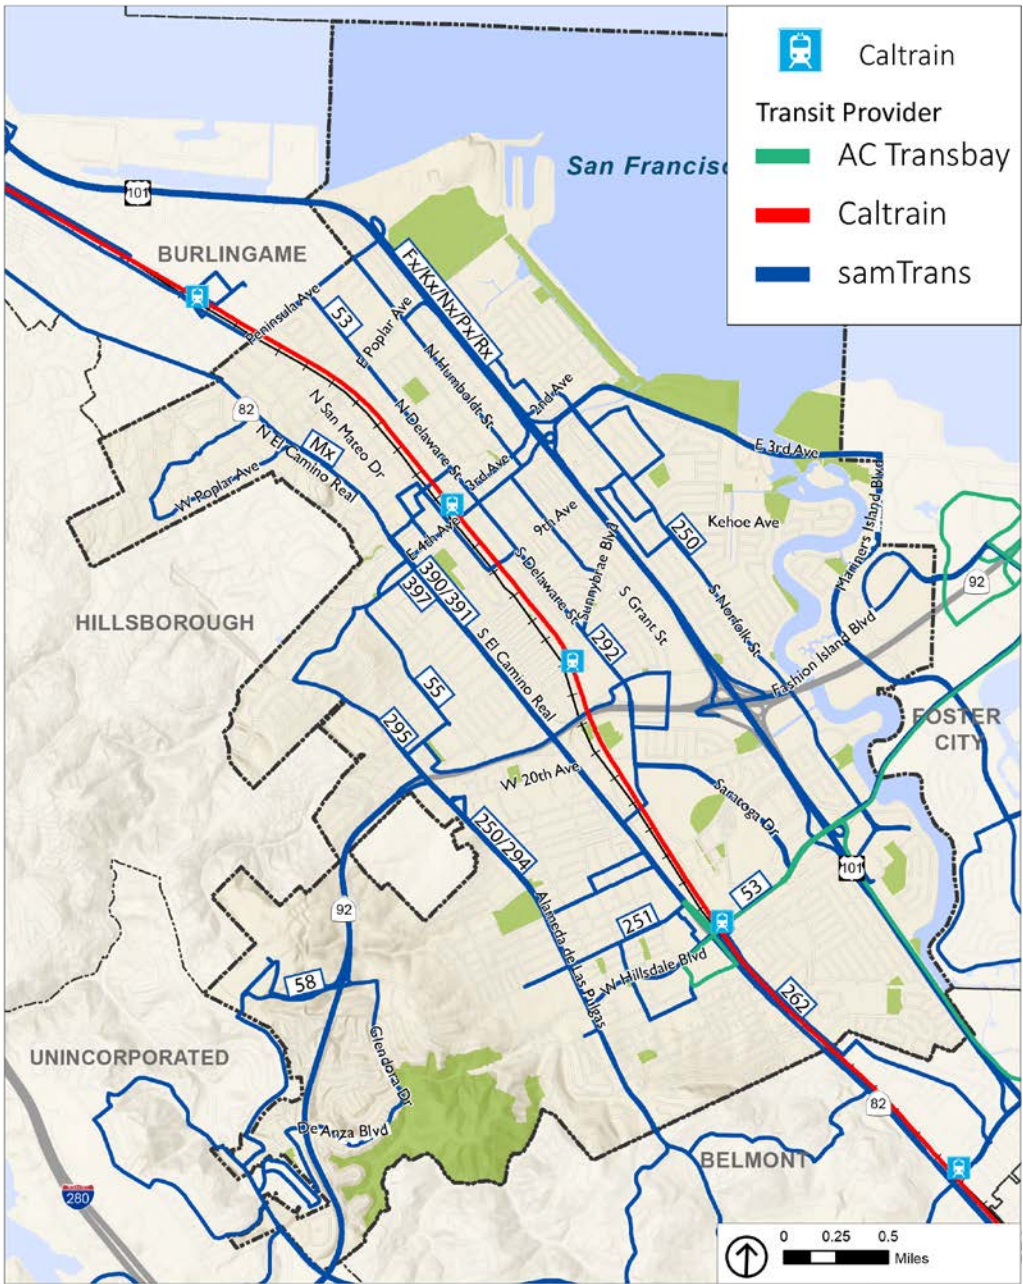 Caltrain
Transit Provider
AC Transbay
Caltrain
samTrans
San Francisc
101
BURLINGAME
Fx/Kx/Nx/Px/Rx
Peninsula Ave
53
E Poplar Ave
N Humboldt St
2nd Ave
82
N San Mateo Dr
N Delaware St
Mx
N El Camino Real
E 3rd Ave
3rd Ave
W Poplar Ave
Mariners Island Blvd
9th Ave
Kehoe Ave
250
E 4th Ave
Sunnybrae Blvd
390/391
397
S Delaware St
92
HILLSBOROUGH
S Grant St
S Norfolk St
292
S El Camino Real
Fashion Island Blvd
55
295
FOSTER
CITY
W 20th Ave
Saratoga Dr
250/294
101
53
92
251
Alameda de Las Pulgas
W Hillsdale Blvd
58
262
Glendora Dr
UNINCORPORATED
82
De Anza Blvd
BELMONT
280
0 0.25 0.5
Miles